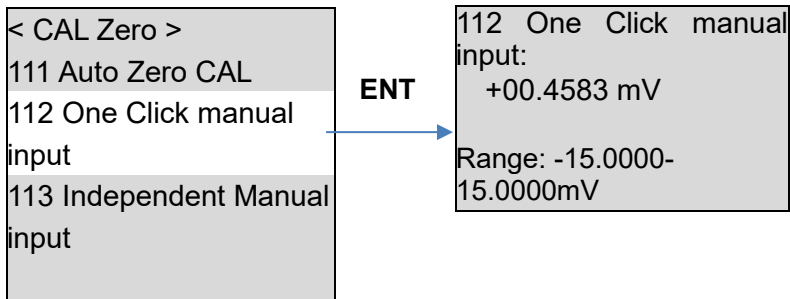 < CAL Zero >
111 Auto Zero CAL
112 One Click manual
input
113 Independent Manual
input
ENT
112 One Click manual
input:
+00.4583 mV
Range: -15.0000-
15.0000mV